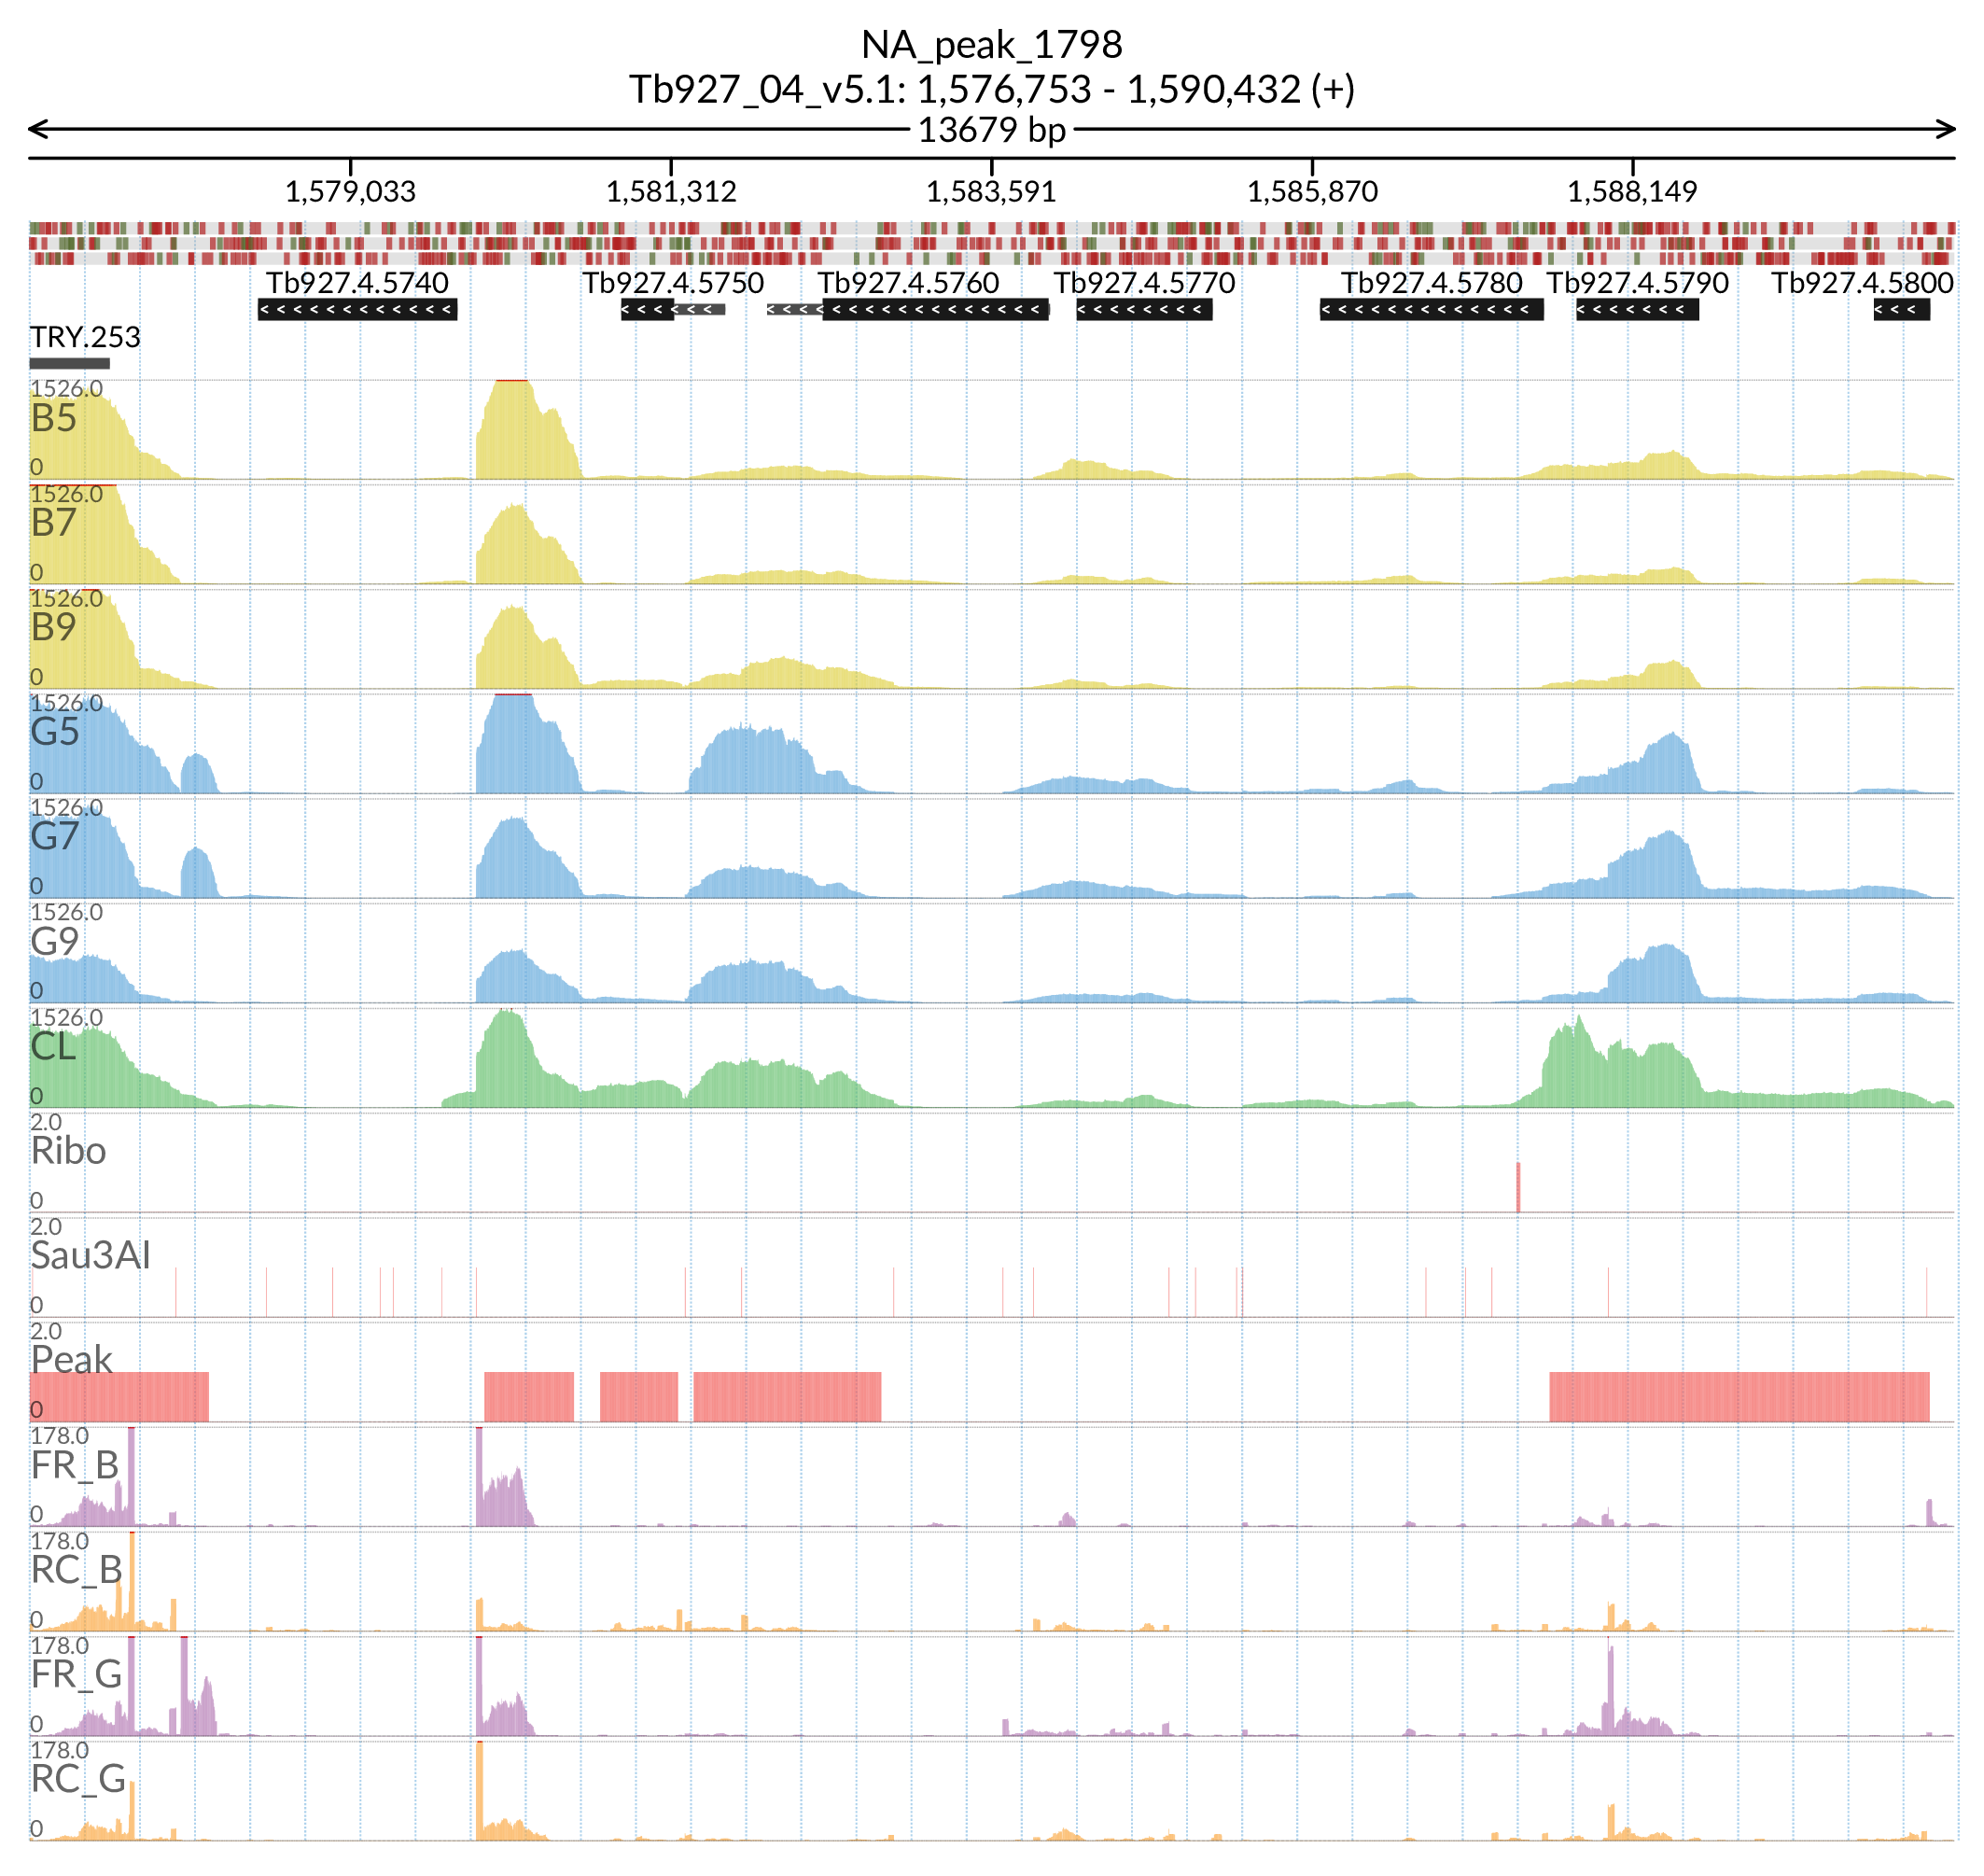 NA_peak_1798
Tb927_04_v5.1: 1,576,753 - 1,590,432 (+)
13679 bp
1,579,033 1,581,312 1,583,591 1,585,870 1,588,149
Tb927.4.5740 Tb927.4.5750 Tb927.4.5760 Tb927.4.5770 Tb927.4.5780 Tb927.4.5790 Tb927.4.5800
TRY.253
1526.0
B5
0
1526.0
B7
0
1526.0
B9
0
1526.0
G5
0
1526.0
G7
0
1526.0
G9
0
1526.0
CL
0
2.0
Ribo
0
2.0
Sau3AI
0
2.0
Peak
0
178.0
FR_B
0
178.0
RC_B
0
178.0
FR_G
0
178.0
RC_G
0